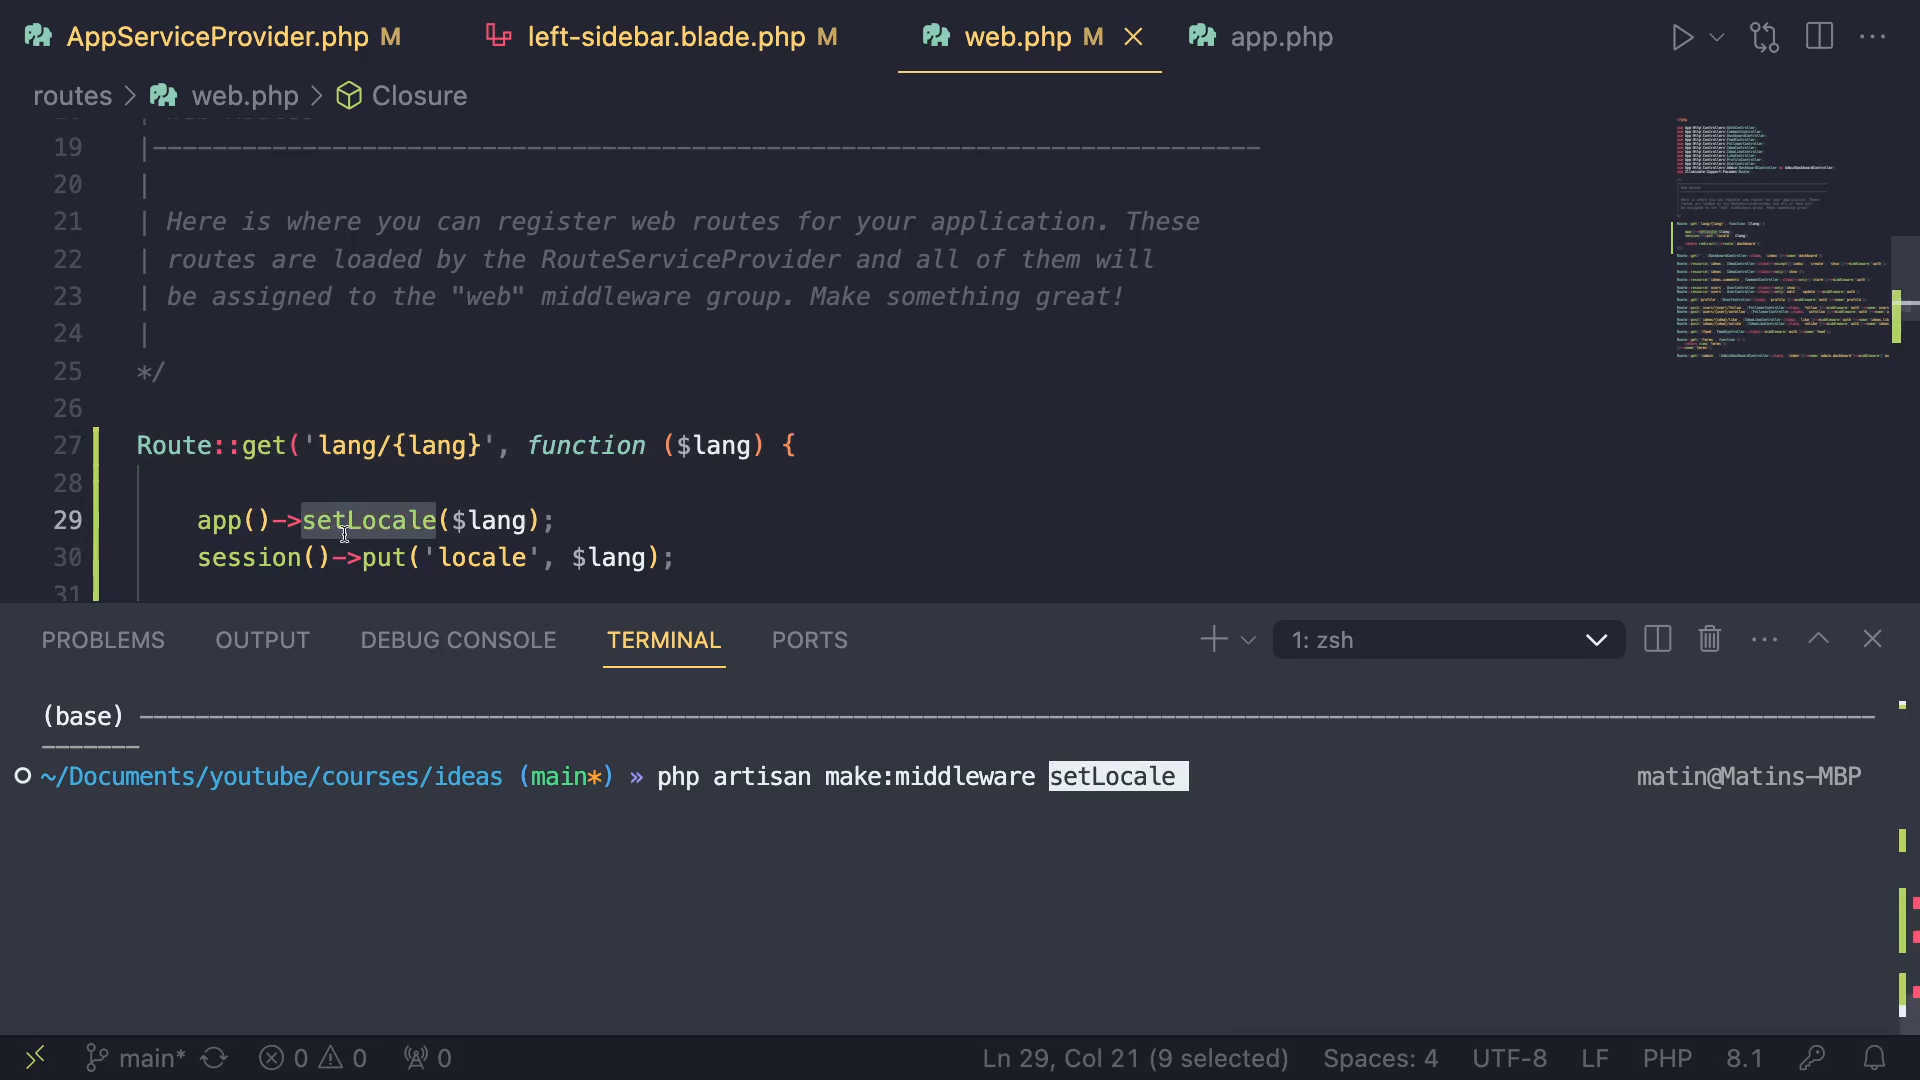 AppServiceProvider.php M left-sidebar.blade.php M web.php M app.php
routes > web.php > Closure
19 |--------------------------------------------------------------------------
20 |
21 | Here is where you can register web routes for your application. These
22 | routes are loaded by the RouteServiceProvider and all of them will
23 | be assigned to the "web" middleware group. Make something great!
24 |
25 */
26
27 Route::get('lang/{lang}', function ($lang) {
28
29 app()->setLocale($lang);
30 session()->put('locale', $lang);
31
PROBLEMS OUTPUT DEBUG CONSOLE TERMINAL PORTS 1: zsh
(base)
~/Documents/youtube/courses/ideas (main*) » php artisan make:middleware setLocale matin@Matins-MBP
main* 0 0 0 Ln 29, Col 21 (9 selected) Spaces: 4 UTF-8 LF PHP 8.1